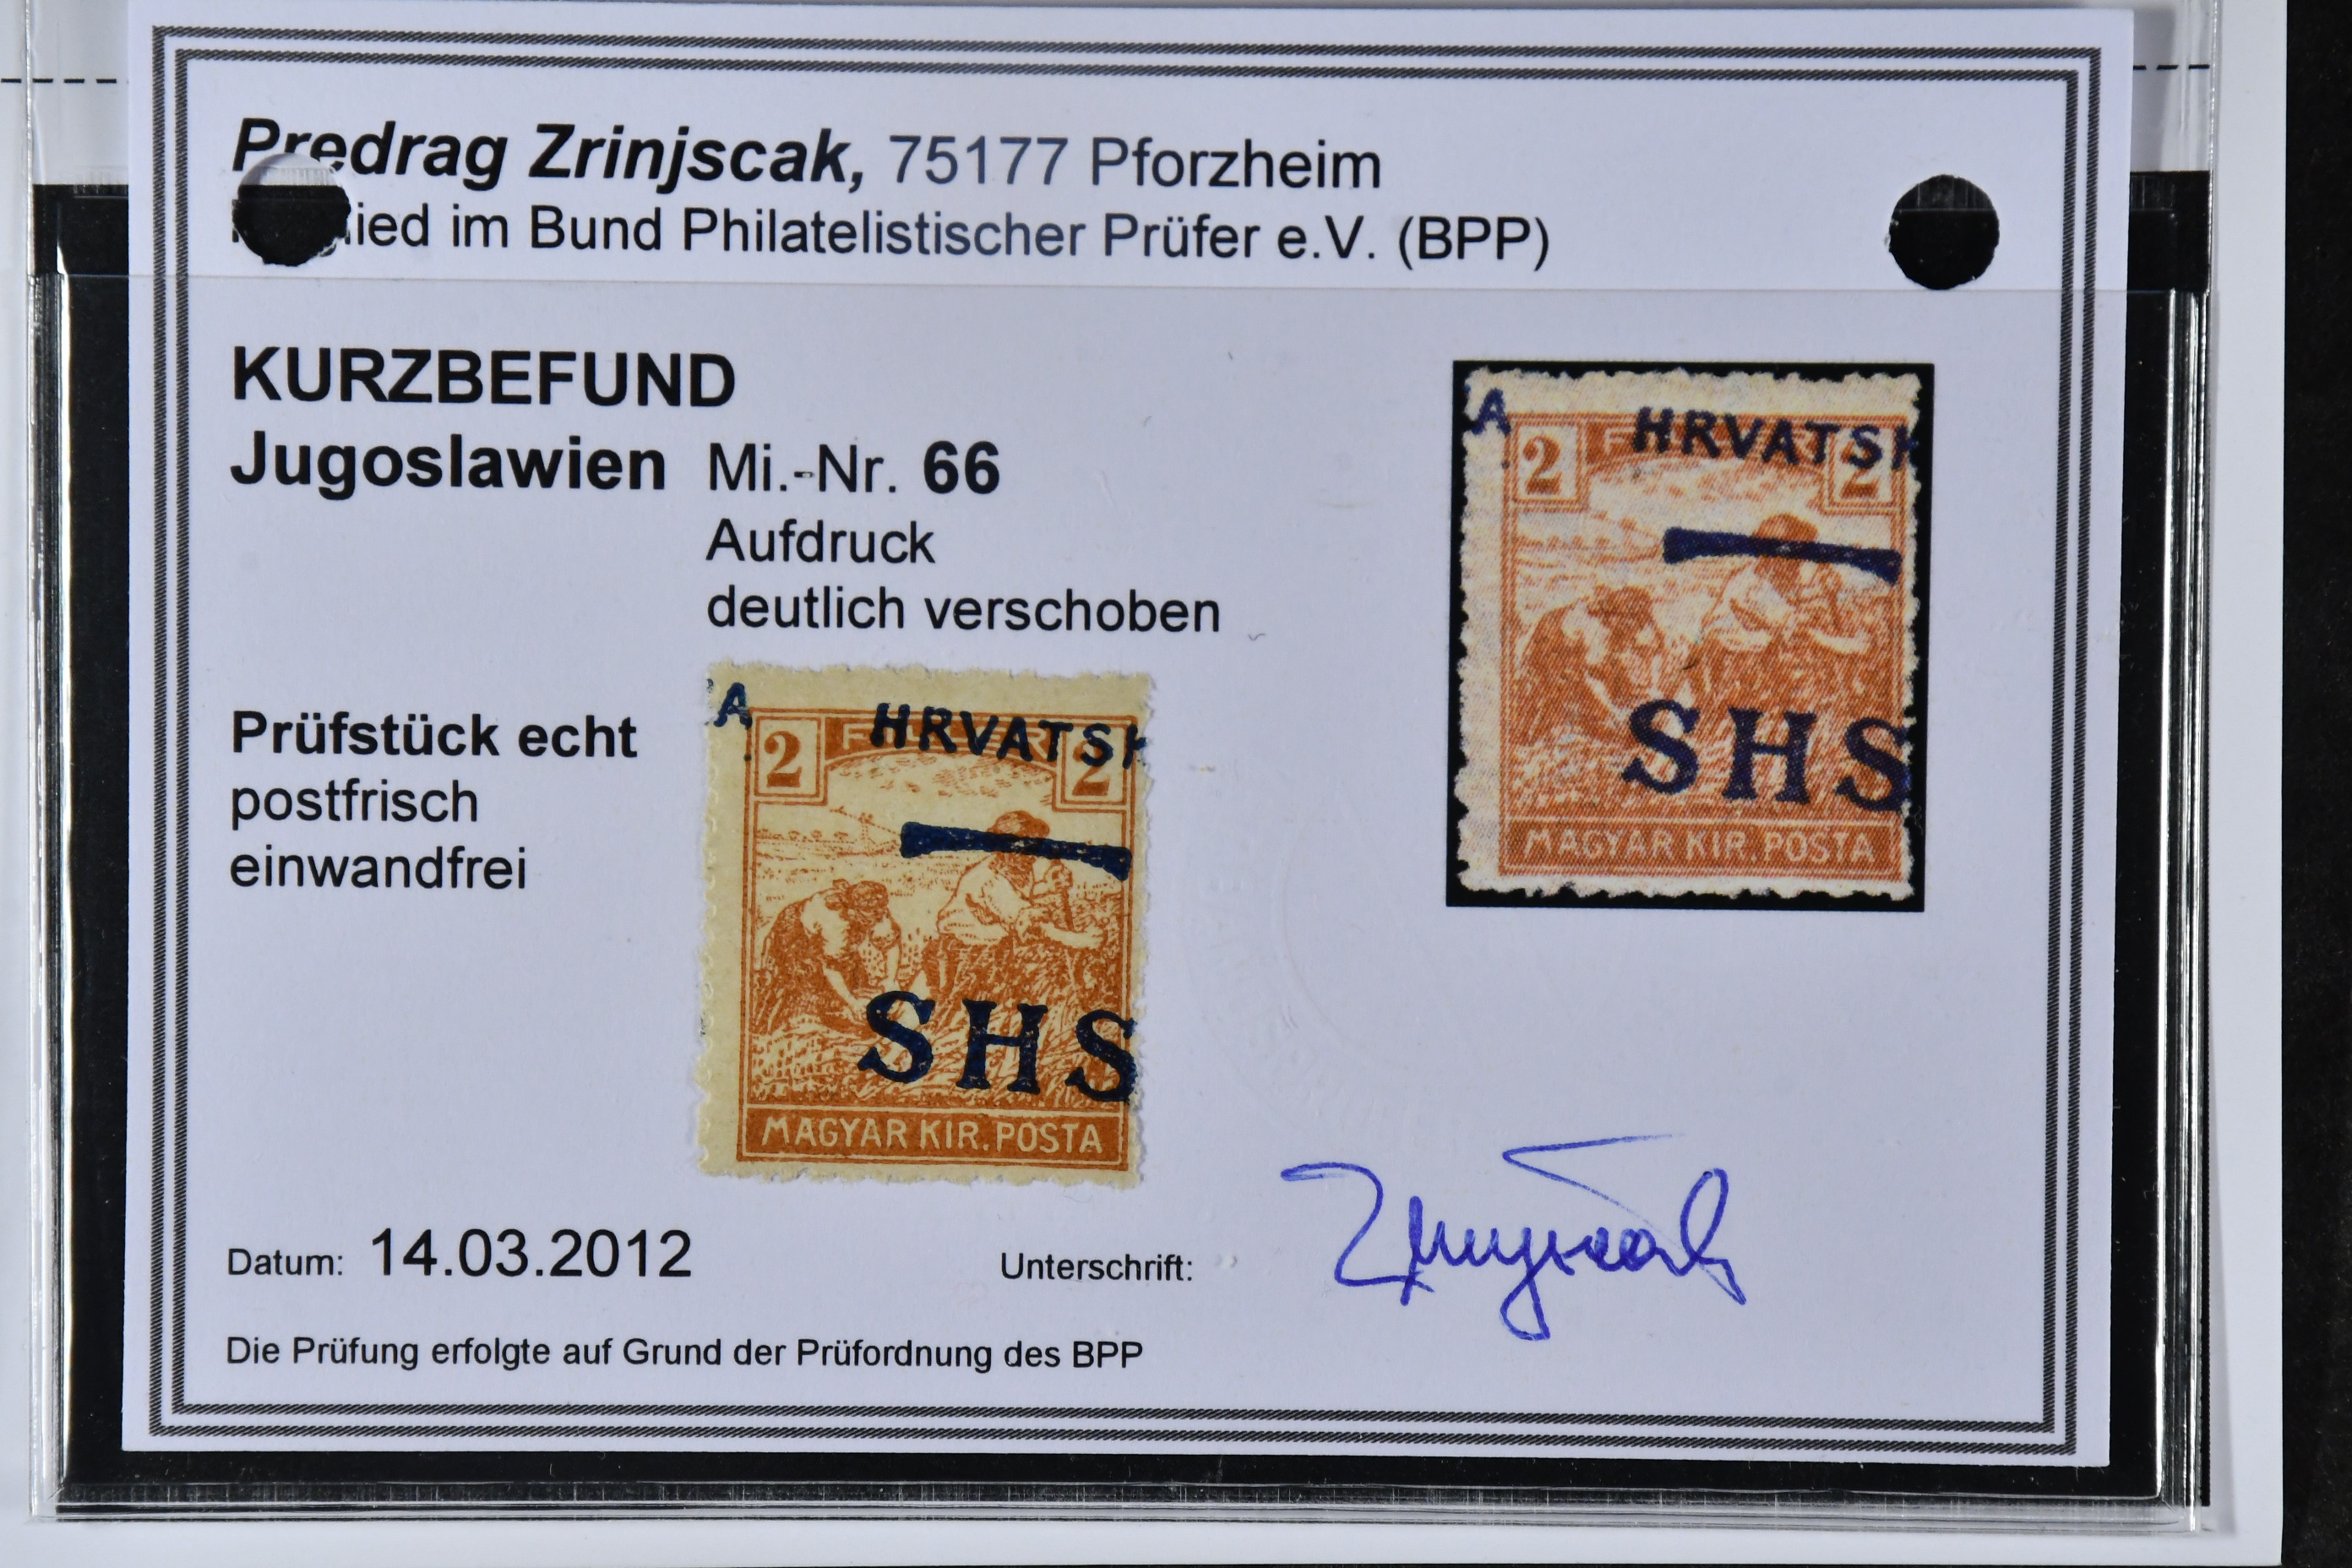 Predrag Zrinjscak, 75177 Pforzheim
ied im Bund Philatelistischer Prüfer e.V. (BPP)
KURZBEFUND
Jugoslawien Mi.-Nr. 66
Aufdruck
deutlich verschoben
A HRVATSK
2 2
SHS
MAGYAR KIR. POSTA
Prüfstück echt
postfrisch
einwandfrei
A HRVATSK
2 2
SHS
MAGYAR KIR. POSTA
Datum: 14.03.2012 Unterschrift:
Die Prüfung erfolgte auf Grund der Prüfordnung des BPP